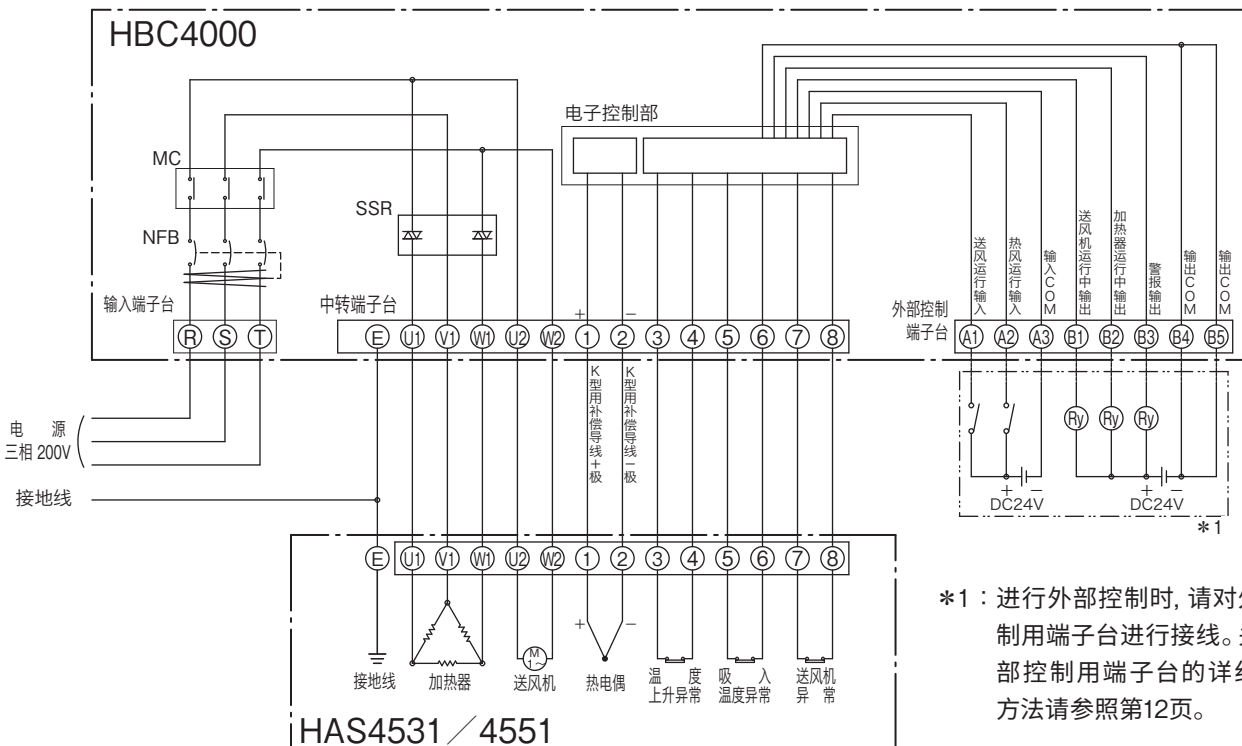 HBC4000
电子控制部
MC
SSR
NFB
输入端子台
中转端子台
外部控制
端子台
送风运行输入
热风运行输入
输入COM
送风机运行中输出
加热器运行中输出
警报输出
输出COM
输出COM
R S T
E U1 V1 W1 U2 W2 1 2 3 4 5 6 7 8
+ −
A1 A2 A3 B1 B2 B3 B4 B5
K型用补偿导线+极
K型用补偿导线−极
Ry Ry Ry
+ −
DC24V
+ −
DC24V
*1
电 源
三相 200V
接地线
E U1 V1 W1 U2 W2 1 2 3 4 5 6 7 8
+ −
M
1~
接地线
加热器
送风机
热电偶
温 度
上升异常
吸 入
温度异常
送风机
异 常
HAS4531/4551
*1:进行外部控制时,请对
制用端子台进行接线。
部控制用端子台的详
方法请参照第12页。